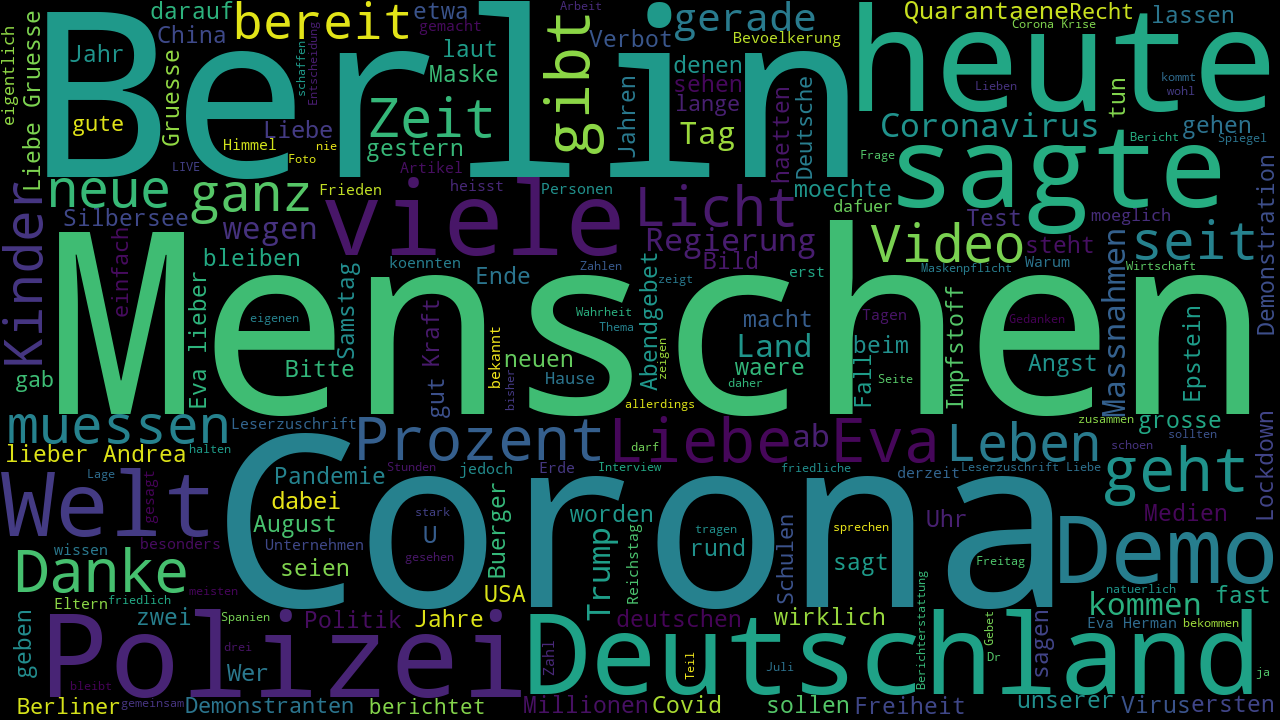 Berlin
heute
Menschen
Corona
Deutschland
Polizei
viele
sagte
Demo
Welt
darauf
bereit
etwa
gerade
Quarantaene
Recht
lassen
China
Verbot
Bevoelkerung
Corona Krise
Arbeit
gemacht
eigentlich
Liebe Gruesse
Jahr
gute
Gruesse
schaffen
Entscheidung
laut
Maske
Zeit
gibt
denen
sehen
lange
Jahren
Tag
haetten
Deutsche
Lieben
tun
kommt
wohl
Coronavirus
gehen
Bericht
Spiegel
Liebe
Himmel
nie
Foto
LIVE
gestern
Artikel
Frage
neue
ganz
Frieden
heisst
Personen
moechte
dafuer
Silbersee
wegen
Licht
Regierung
Bild
Video
Test
steht
moeglich
seit
Demonstration
Kinder
einfach
bleiben
koennten
Ende
Zahlen
zeigt
erst
Maskenpflicht
Warum
Wirtschaft
Massnahmen
Eva lieber
eigenen
Samstag
Kraft
Abendgebet
Wahrheit
Thema
macht
Tagen
Impfstoff
Gedanken
gab
Bitte
gut
bekannt
neuen
zeigen
Land
waere
beim
Fall
Angst
Epstein
Hause
bisher
daher
Seite
allerdings
muessen
Leserzuschrift
Prozent
Liebe
ab
Eva
Leben
zusammen
grosse
lieber Andrea
halten
darf
schoen
sollten
Lockdown
Lage
gesagt
Pandemie
Stunden
jedoch
Erde
Interview
friedliche
derzeit
Leserzuschrift Liebe
geht
dabei
stark
Buerger
worden
tragen
sprechen
Uhr
Medien
August
U
wissen
besonders
Unternehmen
gesehen
rund
Schulen
sagt
Freitag
Danke
seien
Trump
Reichstag
meisten
USA
natuerlich
fast
Eltern
friedlich
kommen
geben
zwei
Spanien
Politik
Jahre
deutschen
wirklich
Berichterstattung
Gebet
Eva Herman
bekommen
drei
Wer
Zahl
Teil
Juli
Dr
sagen
ja
bleibt
Berliner
gemeinsam
Demonstranten
berichtet
Millionen
Covid
sollen
Freiheit
unserer
Virusersten